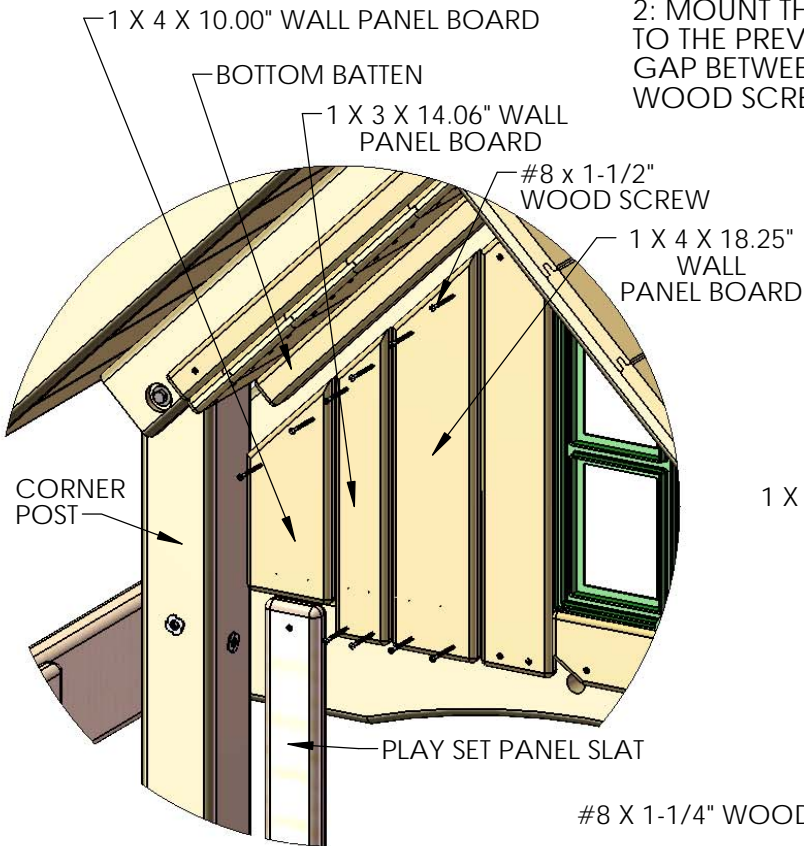 1 X 4 X 10.00" WALL PANEL BOARD
BOTTOM BATTEN
1 X 3 X 14.06" WALL
PANEL BOARD
#8 x 1-1/2"
WOOD SCREW
1 X 4 X 18.25"
WALL
PANEL BOARD
CORNER
POST
PLAY SET PANEL SLAT
2: MOUNT TH
TO THE PREV
GAP BETWEE
WOOD SCRE
1 X
#8 X 1-1/4" WOOD